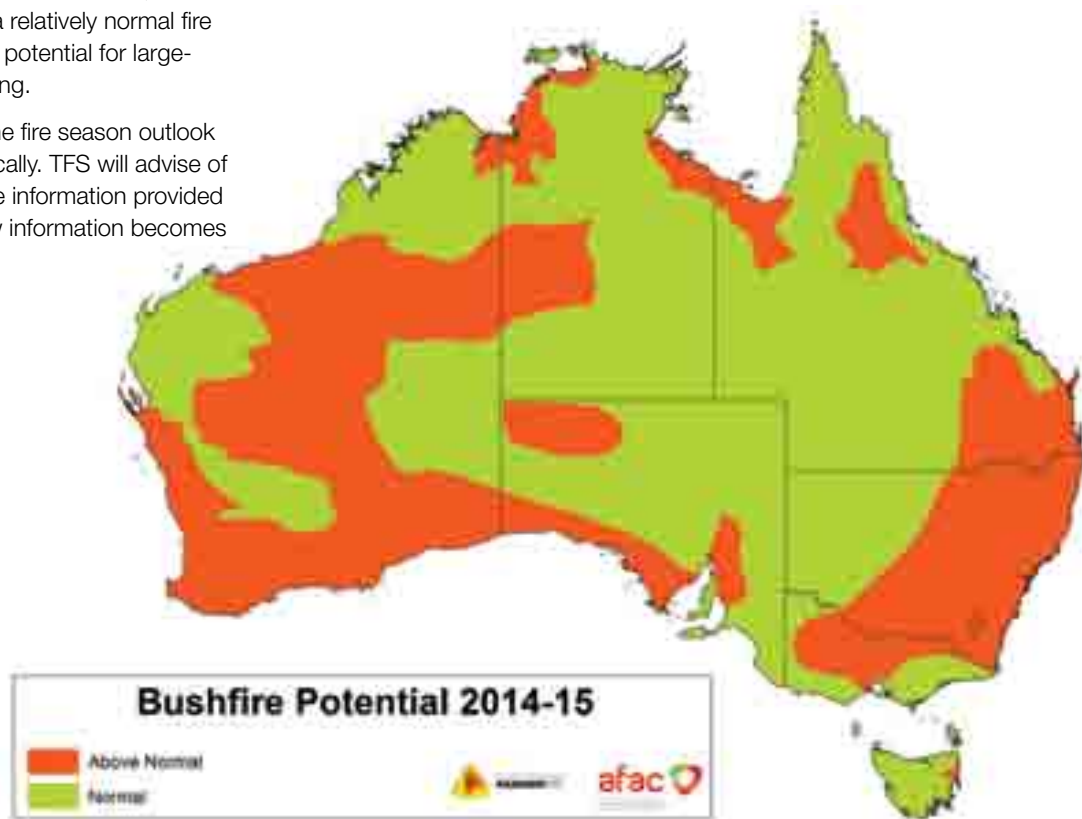 a relatively normal fire
potential for large-
ng.
ne fire season outlook
cally. TFS will advise of
e information provided
information becomes
Bushfire Potential 2014-15
Above Normal
Normal
afac